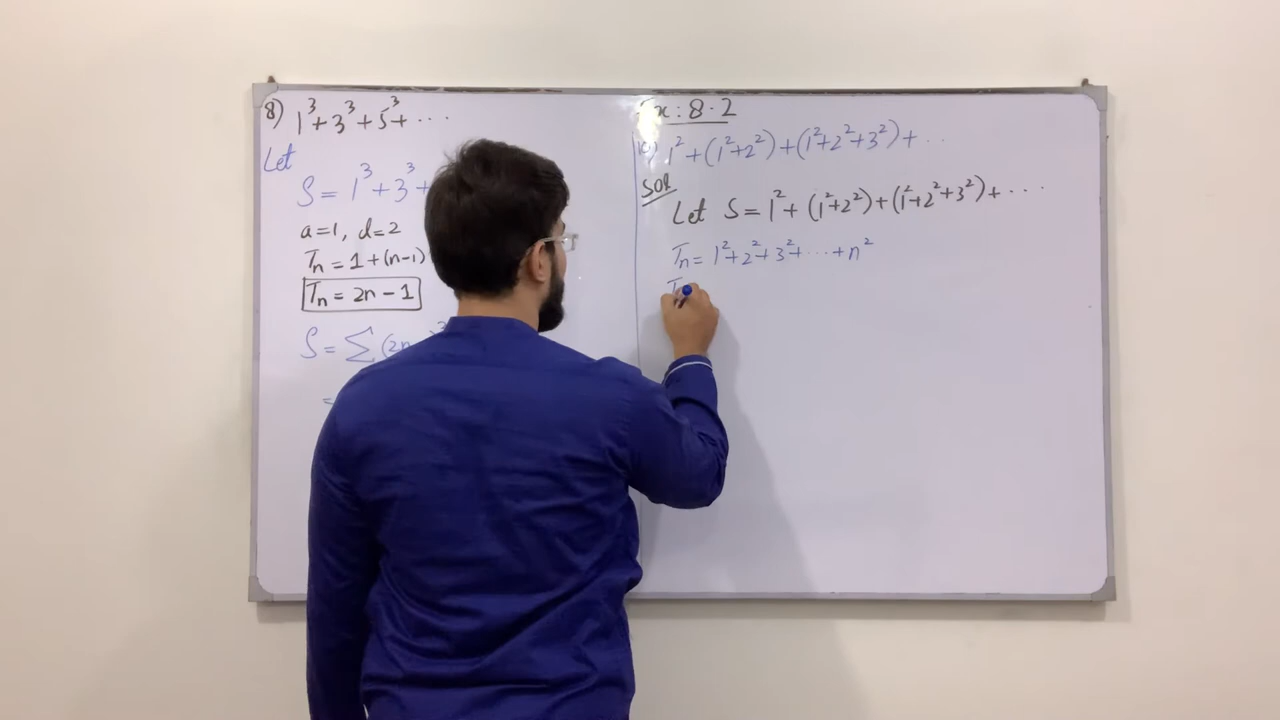 8) 1³+3³+5³+ ...
Let
S = 1³+3³+
a=1, d=2
Tn = 1+(n-1)
Tn = 2n-1
S = Σ(2n
=
Ex: 8.2
1²+(1²+2²)+(1²+2²+3²)+ ...
Sol
Let S = 1²+(1²+2²)+(1²+2²+3²)+ ...
Tn = 1²+2²+3²+ ... +n²
T